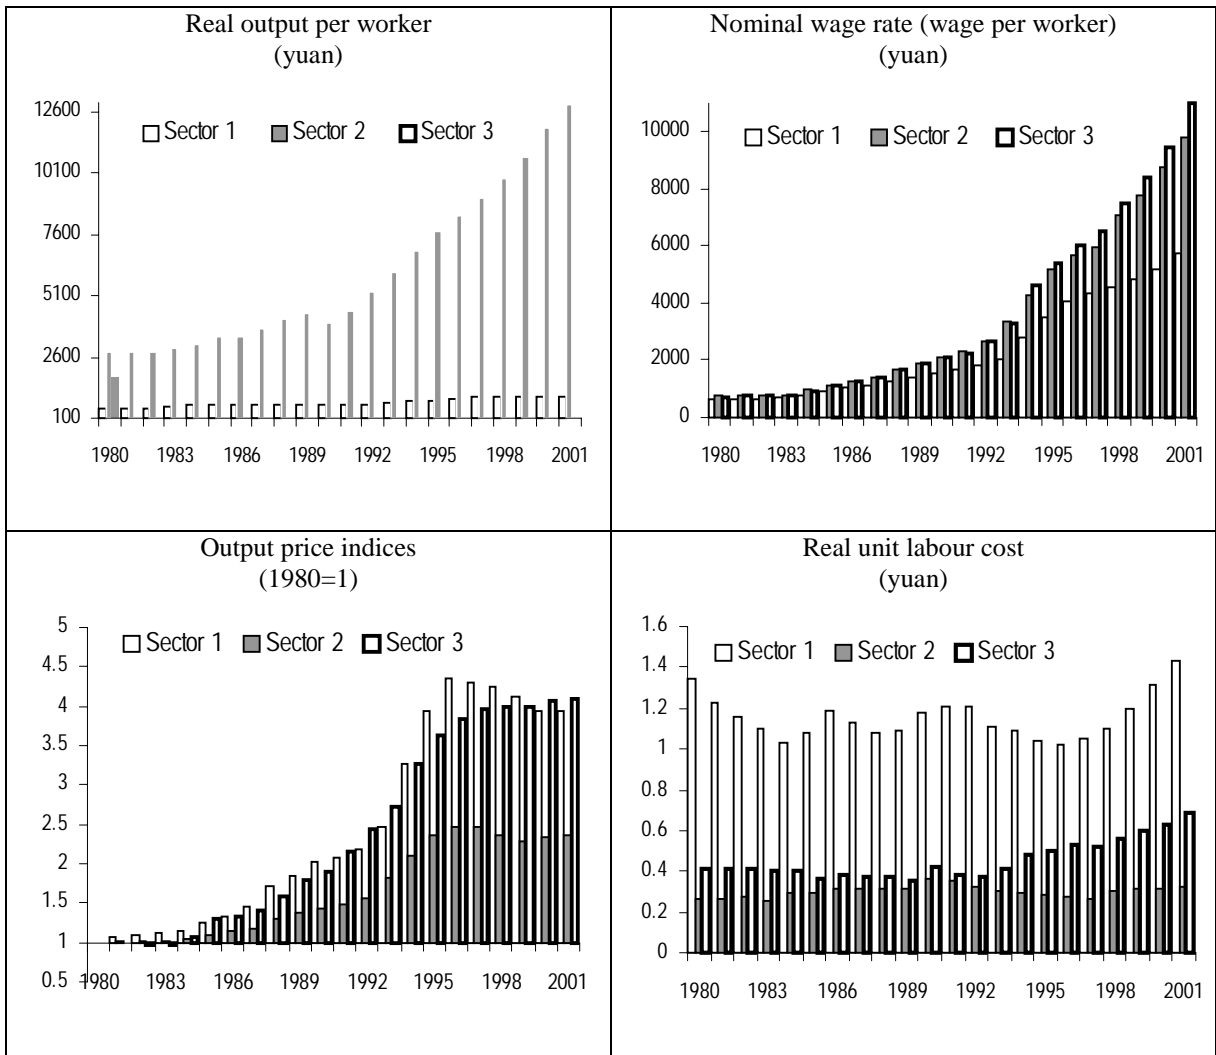 Real output per worker
(yuan)
12600
10100
7600
5100
2600
100
Sector 1 Sector 2 Sector 3
1980 1983 1986 1989 1992 1995 1998 2001
Nominal wage rate (wage per worker)
(yuan)
10000
8000
6000
4000
2000
0
Sector 1 Sector 2 Sector 3
1980 1983 1986 1989 1992 1995 1998 2001
Output price indices
(1980=1)
5
4.5
4
3.5
3
2.5
2
1.5
1
0.5
Sector 1 Sector 2 Sector 3
1980 1983 1986 1989 1992 1995 1998 2001
Real unit labour cost
(yuan)
1.6
1.4
1.2
1
0.8
0.6
0.4
0.2
0
Sector 1 Sector 2 Sector 3
1980 1983 1986 1989 1992 1995 1998 2001